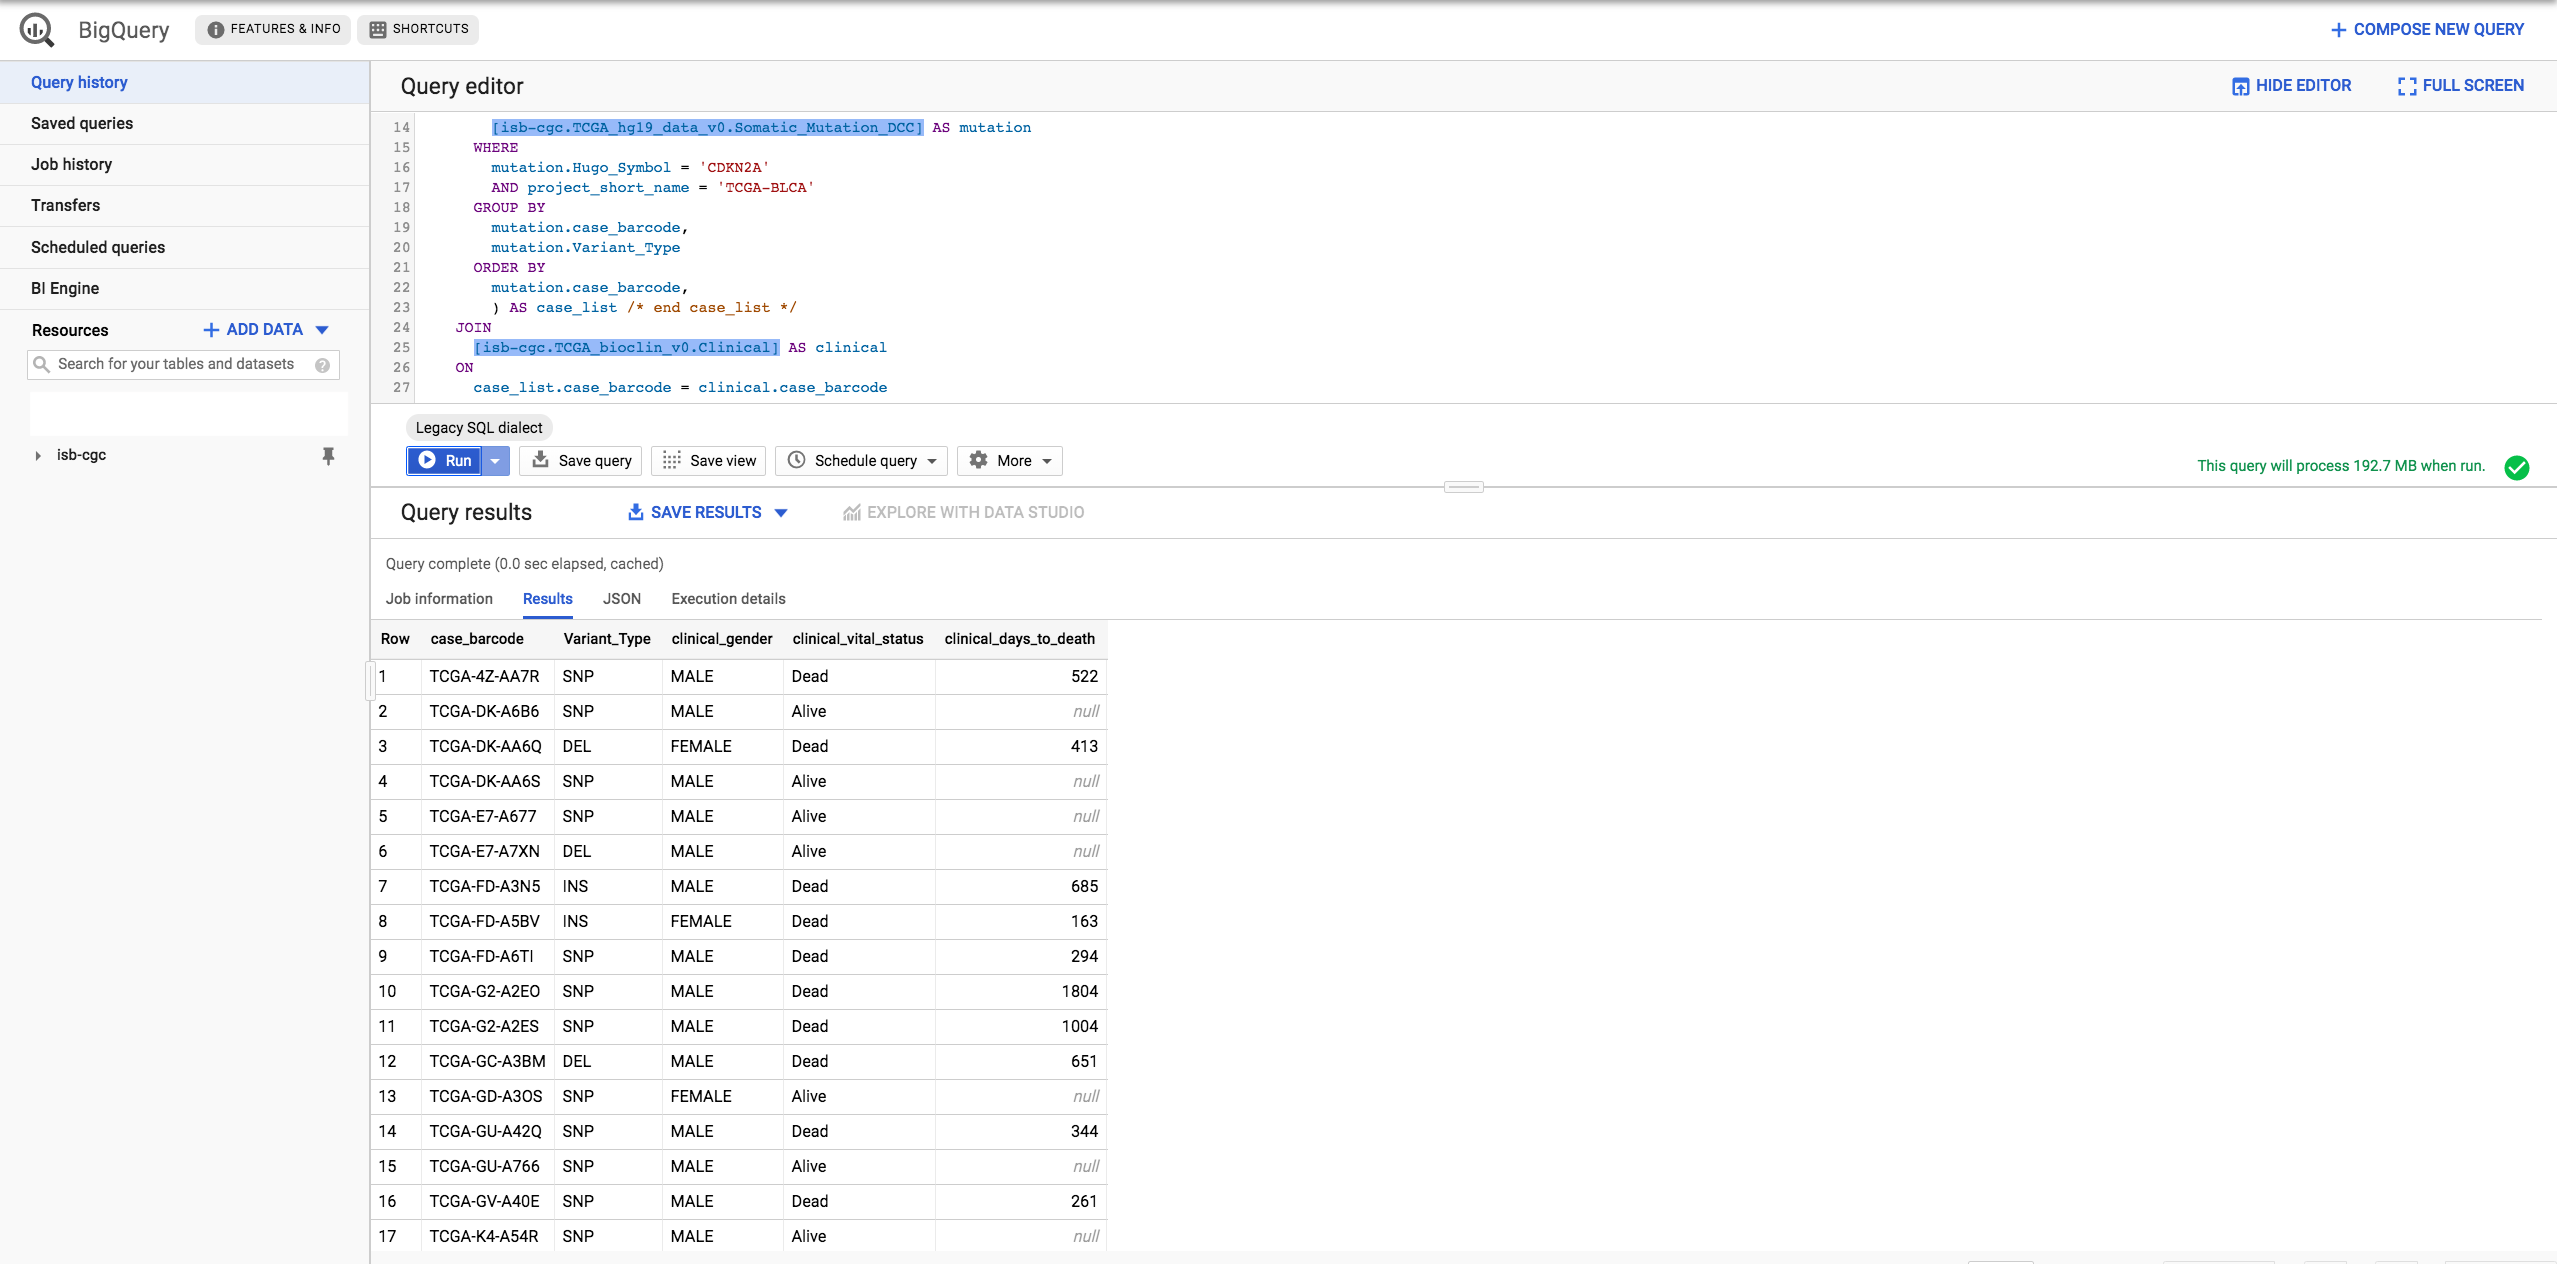 BigQuery FEATURES & INFO SHORTCUTS COMPOSE NEW QUERY
Query history
Saved queries
Job history
Transfers
Scheduled queries
BI Engine
Resources ADD DATA
Search for your tables and datasets
isb-cgc
Query editor HIDE EDITOR FULL SCREEN
14 [isb-cgc.TCGA_hg19_data_v0.Somatic_Mutation_DCC] AS mutation
15 WHERE
16 mutation.Hugo_Symbol = 'CDKN2A'
17 AND project_short_name = 'TCGA-BLCA'
18 GROUP BY
19 mutation.case_barcode,
20 mutation.Variant_Type
21 ORDER BY
22 mutation.case_barcode,
23 ) AS case_list /* end case_list */
24 JOIN
25 [isb-cgc.TCGA_bioclin_v0.Clinical] AS clinical
26 ON
27 case_list.case_barcode = clinical.case_barcode
Legacy SQL dialect
Run Save query Save view Schedule query More This query will process 192.7 MB when run.
Query results SAVE RESULTS EXPLORE WITH DATA STUDIO
Query complete (0.0 sec elapsed, cached)
Job information Results JSON Execution details
Row case_barcode Variant_Type clinical_gender clinical_vital_status clinical_days_to_death
1 TCGA-4Z-AA7R SNP MALE Dead 522
2 TCGA-DK-A6B6 SNP MALE Alive null
3 TCGA-DK-AA6Q DEL FEMALE Dead 413
4 TCGA-DK-AA6S SNP MALE Alive null
5 TCGA-E7-A677 SNP MALE Alive null
6 TCGA-E7-A7XN DEL MALE Alive null
7 TCGA-FD-A3N5 INS MALE Dead 685
8 TCGA-FD-A5BV INS FEMALE Dead 163
9 TCGA-FD-A6TI SNP MALE Dead 294
10 TCGA-G2-A2EO SNP MALE Dead 1804
11 TCGA-G2-A2ES SNP MALE Dead 1004
12 TCGA-GC-A3BM DEL MALE Dead 651
13 TCGA-GD-A3OS SNP FEMALE Alive null
14 TCGA-GU-A42Q SNP MALE Dead 344
15 TCGA-GU-A766 SNP MALE Alive null
16 TCGA-GV-A40E SNP MALE Dead 261
17 TCGA-K4-A54R SNP MALE Alive null